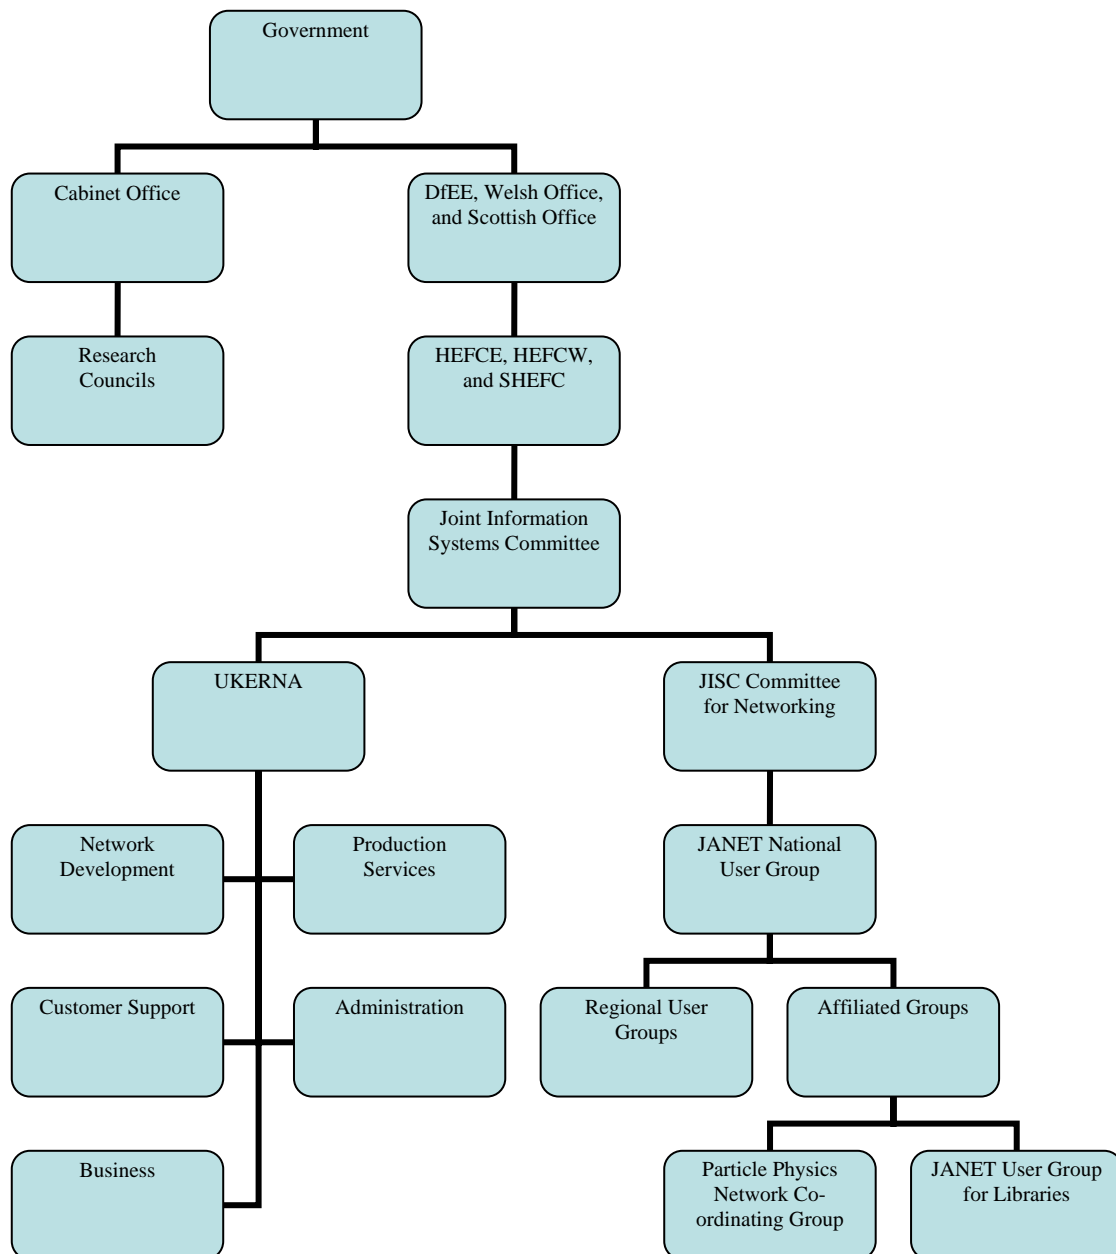 Government
Cabinet Office
DfEE, Welsh Office,
and Scottish Office
Research
Councils
HEFCE, HEFCW,
and SHEFC
Joint Information
Systems Committee
UKERNA
JISC Committee
for Networking
Network
Development
Production
Services
JANET National
User Group
Customer Support
Administration
Regional User
Groups
Affiliated Groups
Business
Particle Physics
Network Co-
ordinating Group
JANET User Group
for Libraries